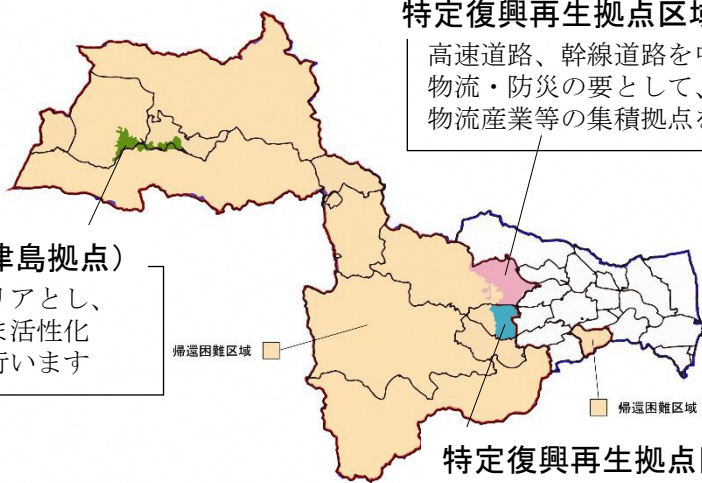 特定復興再生拠点区域
高速道路、幹線道路を中
物流・防災の要として、
物流産業等の集積拠点を
津島拠点）
リアとし、
活性化
行います
帰還困難区域
帰還困難区域
特定復興再生拠点